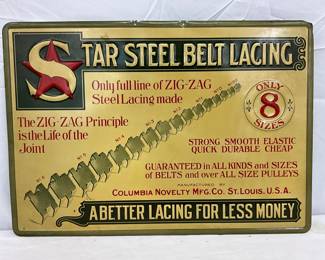 STAR STEEL BELT LACING
Only full line of ZIG-ZAG
Steel Lacing made
The ZIG-ZAG Principle
is the Life of the
Joint
ONLY
8
SIZES
STRONG SMOOTH ELASTIC
QUICK DURABLE CHEAP
GUARANTEED in ALL KINDS and SIZES
of BELTS and over ALL SIZE PULLEYS
MANUFACTURED BY
COLUMBIA NOVELTY MFG. CO. ST. LOUIS, U.S.A.
A BETTER LACING FOR LESS MONEY